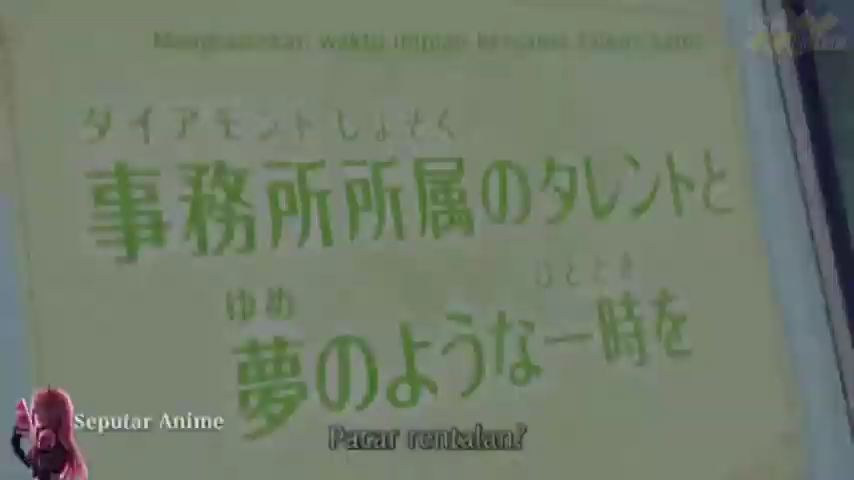 ダイアモンドしょぞく
事務所所属のタレントと
ひととき
ゆめ
夢のような一時を
Seputar Anime
Pacar rentalan?